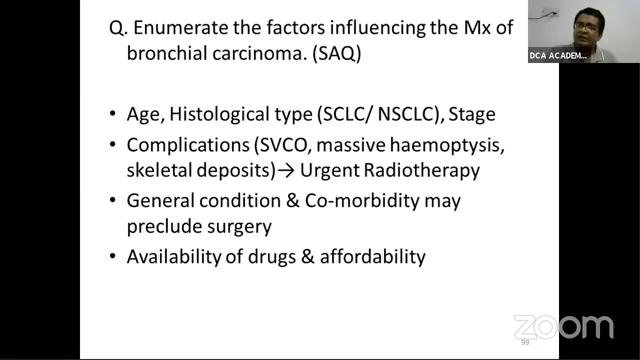 Q. Enumerate the factors influencing the Mx of
bronchial carcinoma. (SAQ)
• Age, Histological type (SCLC/ NSCLC), Stage
• Complications (SVCO, massive haemoptysis,
skeletal deposits)→ Urgent Radiotherapy
• General condition & Co-morbidity may
preclude surgery
• Availability of drugs & affordability
DCA ACADEM...
zoom
99